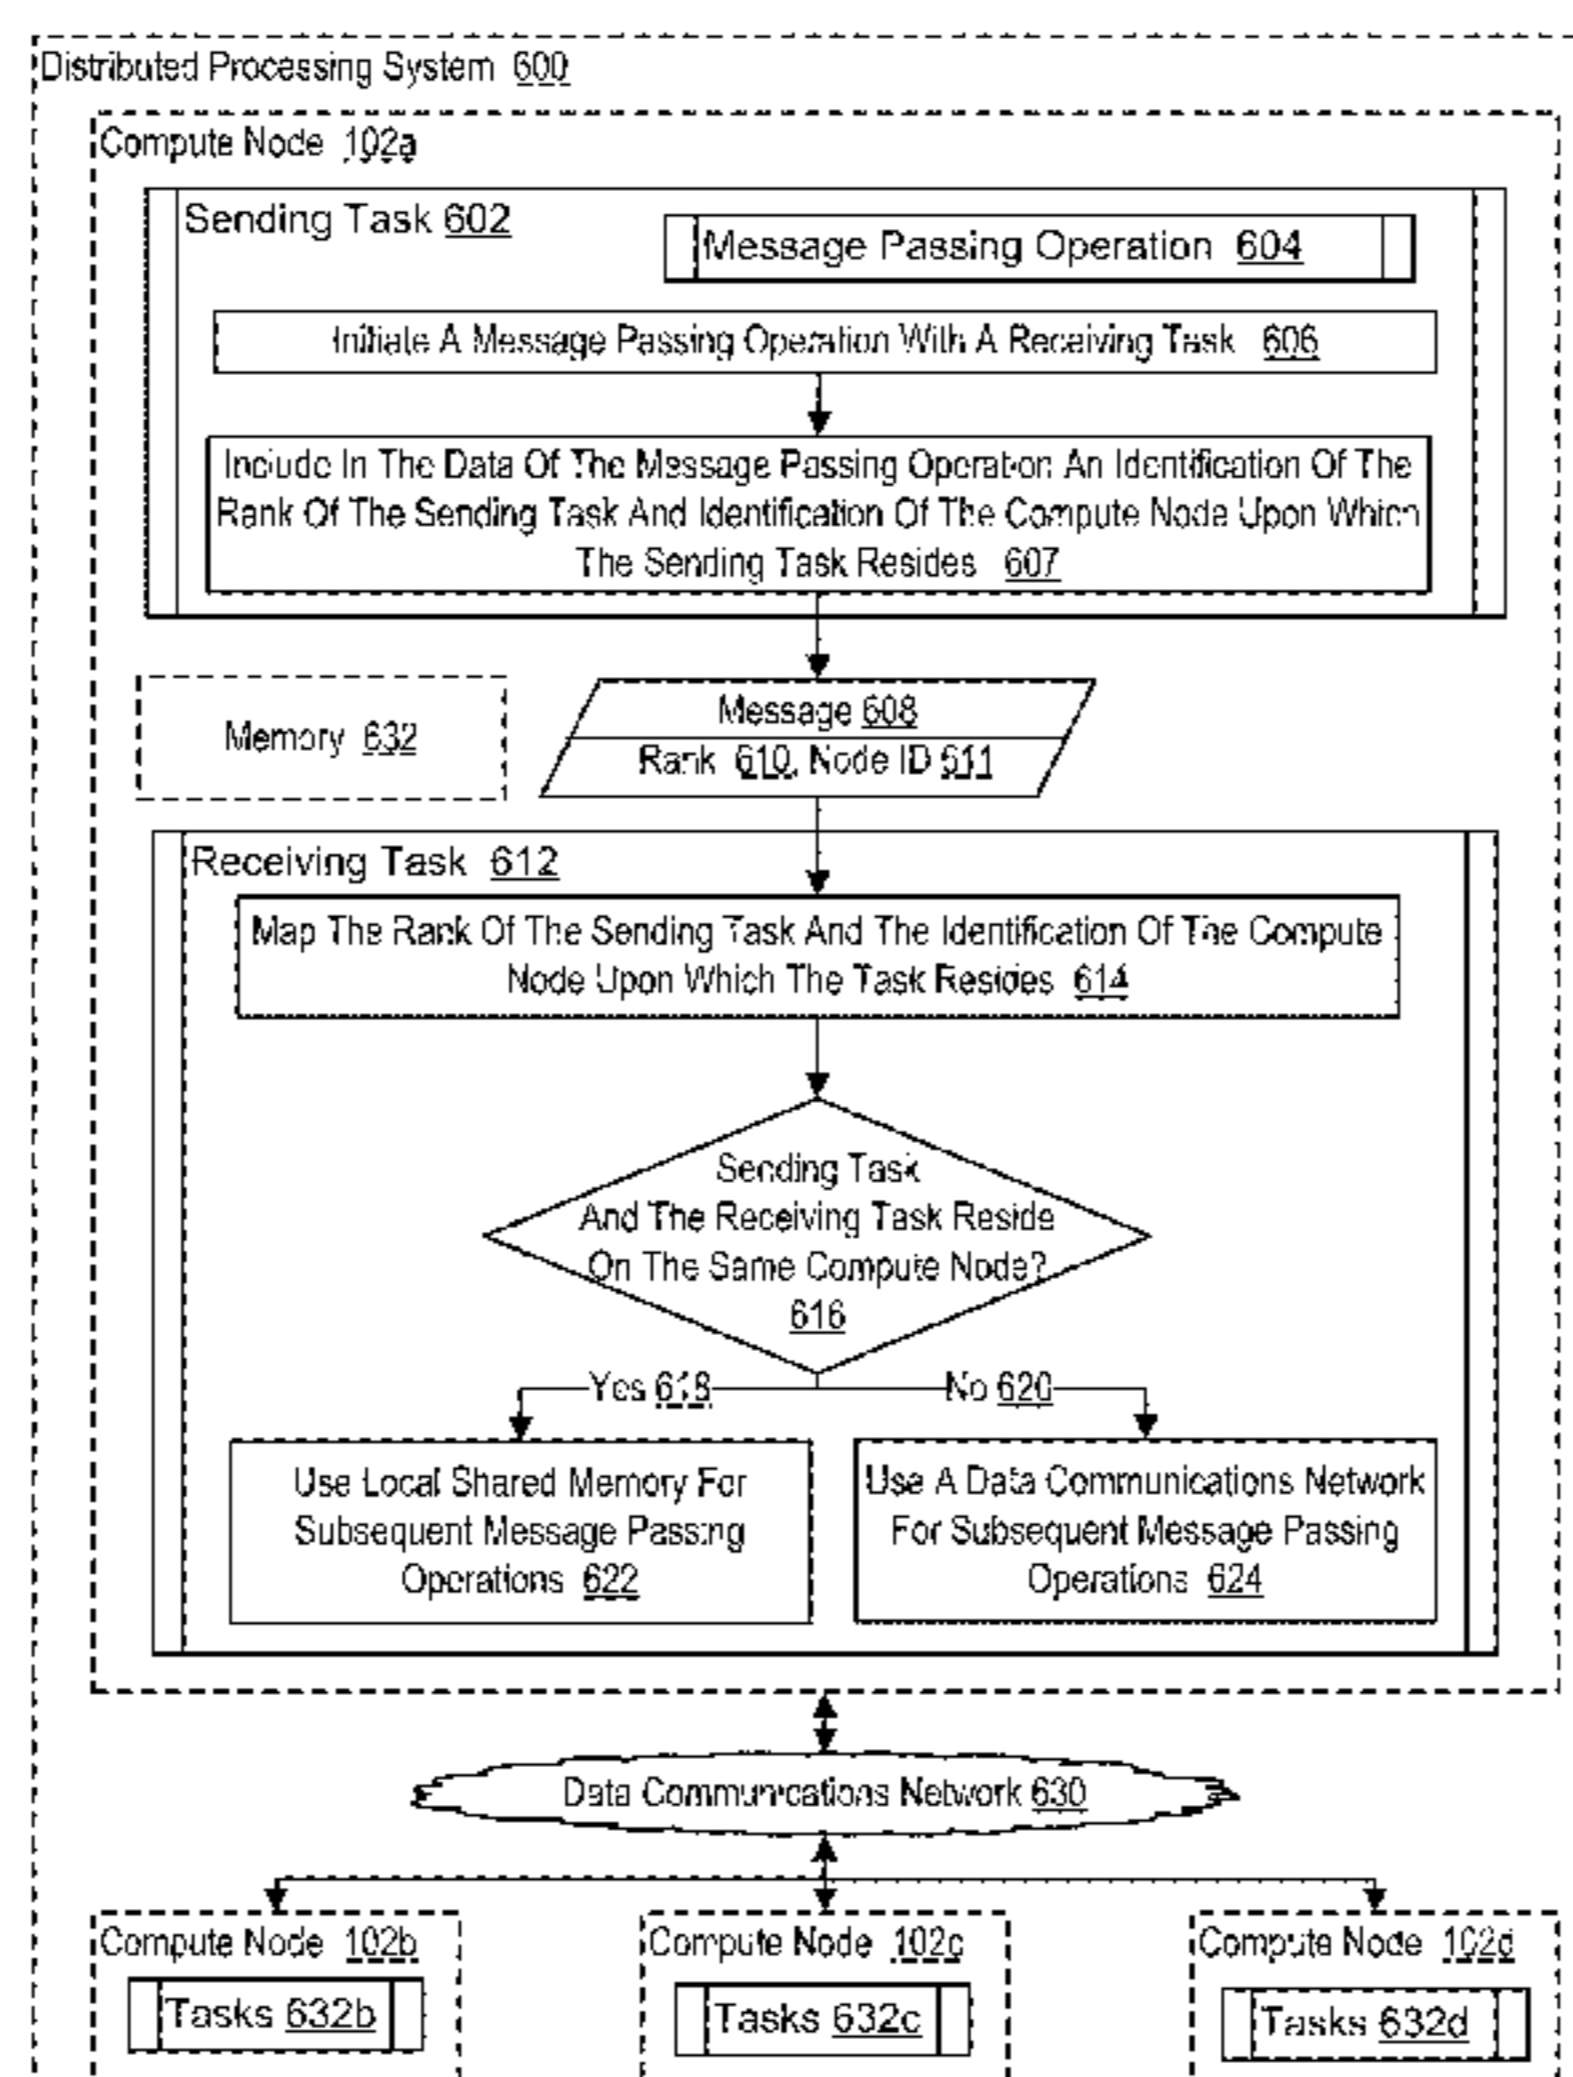 Distributed Processing System 600
Compute Node 102a
Sending Task 602
Message Passing Operation 604
Initiate A Message Passing Operation With A Receiving Task 606
Include In The Data Of The Message Passing Operation An Identification Of The
Rank Of The Sending Task And Identification Of The Compute Node Upon Which
The Sending Task Resides 607
Memory 632
Message 608
Rank 610, Node ID 611
Receiving Task 612
Map The Rank Of The Sending Task And The Identification Of The Compute
Node Upon Which The Task Resides 614
Sending Task
And The Receiving Task Reside
On The Same Compute Node?
616
Yes 618
No 620
Use Local Shared Memory For
Subsequent Message Passing
Operations 622
Use A Data Communications Network
For Subsequent Message Passing
Operations 624
Data Communications Network 630
Compute Node 102b
Tasks 632b
Compute Node 102c
Tasks 632c
Compute Node 102d
Tasks 632d